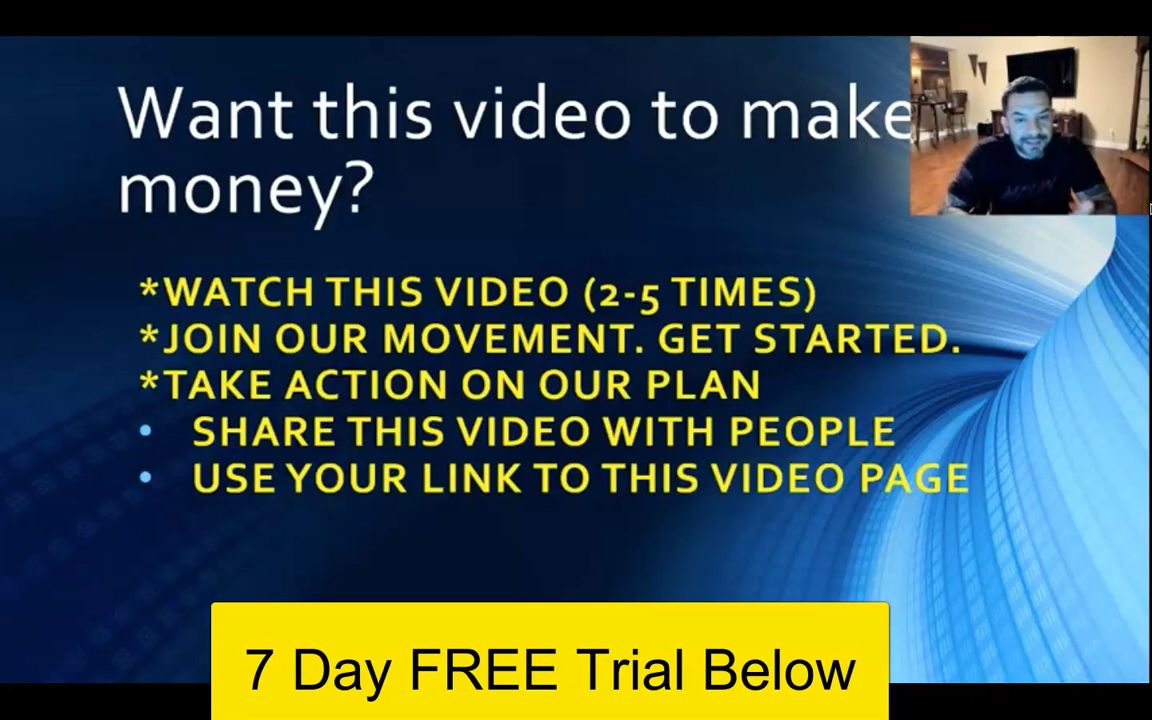 Want this video to make
money?
*WATCH THIS VIDEO (2-5 TIMES)
*JOIN OUR MOVEMENT. GET STARTED.
*TAKE ACTION ON OUR PLAN
• SHARE THIS VIDEO WITH PEOPLE
• USE YOUR LINK TO THIS VIDEO PAGE
7 Day FREE Trial Below